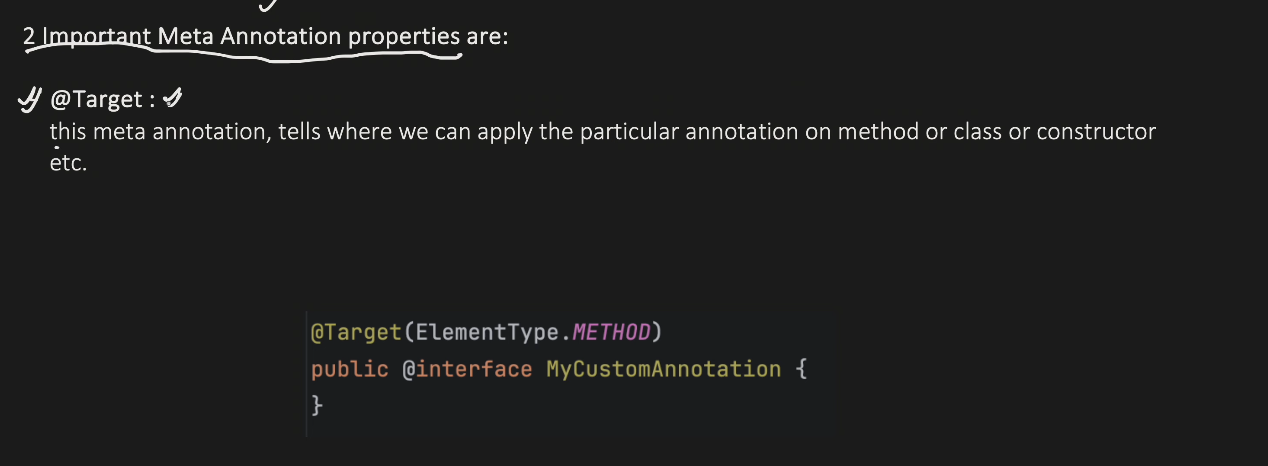 2 Important Meta Annotation properties are:
@Target :
this meta annotation, tells where we can apply the particular annotation on method or class or constructor
etc.
@Target(ElementType.METHOD)
public @interface MyCustomAnnotation {
}